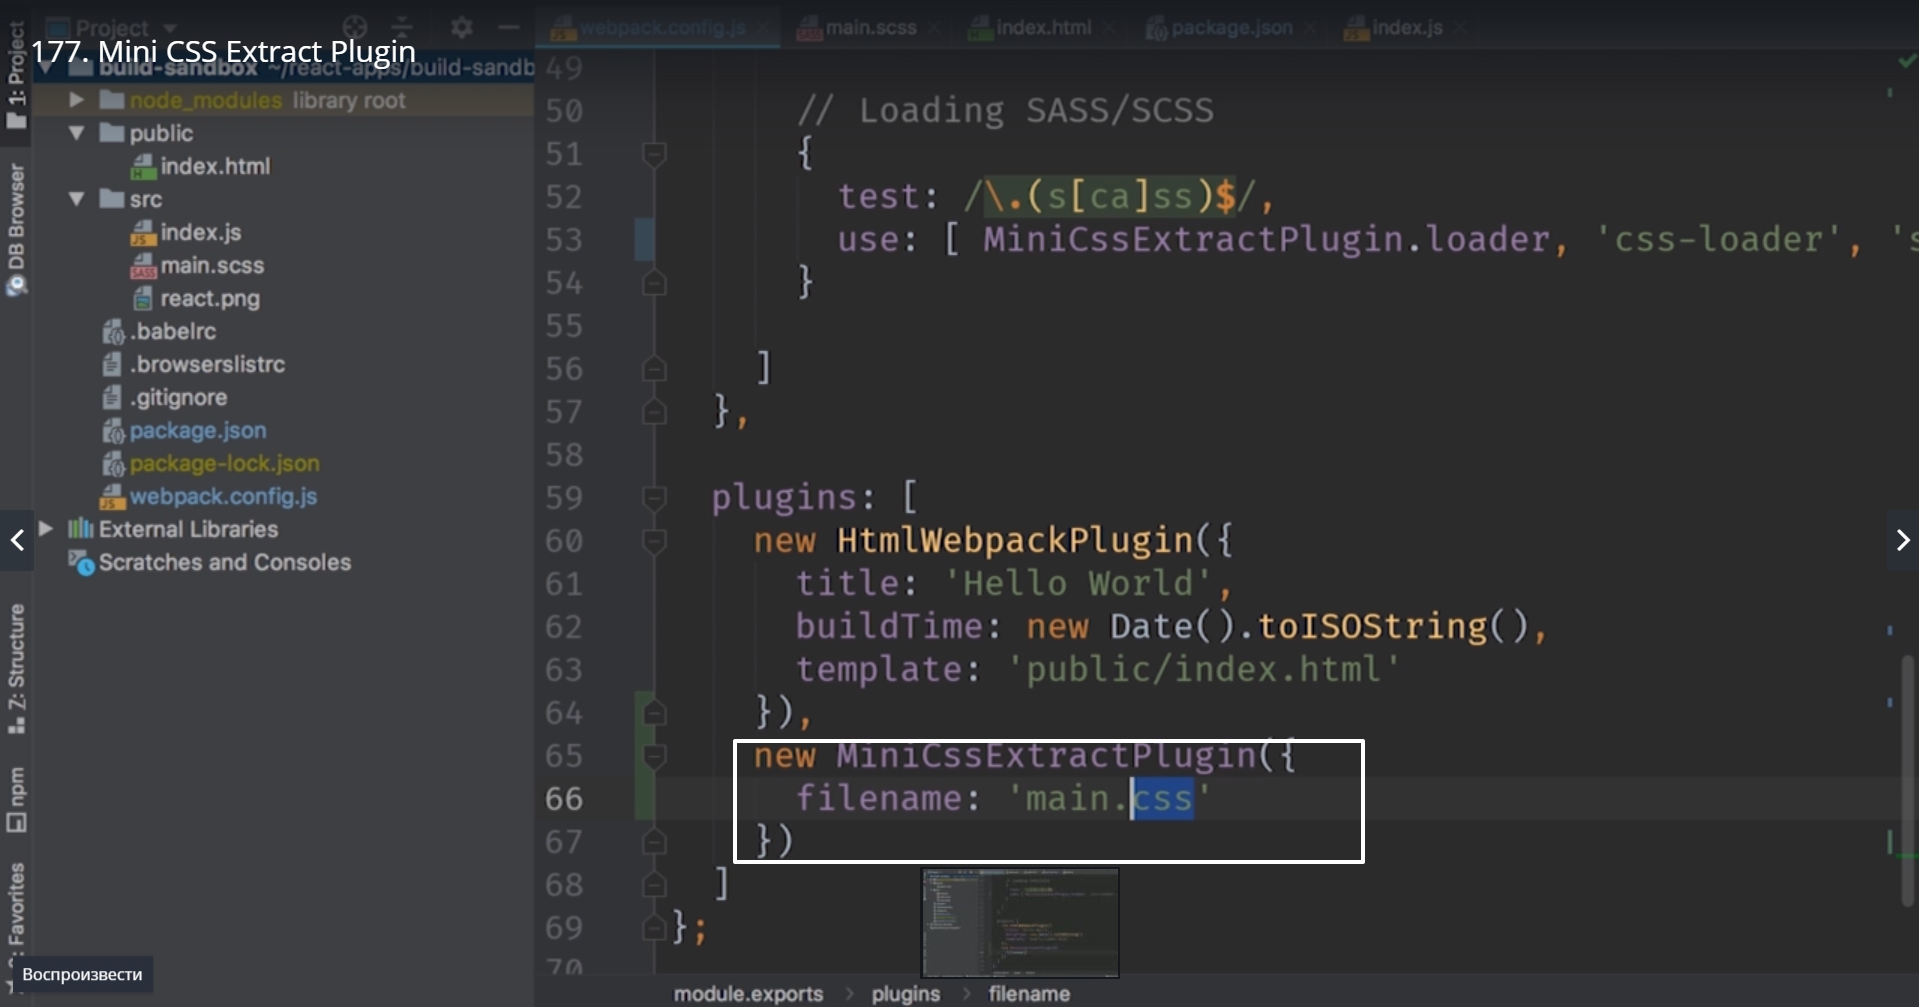 Project
webpack.config.js
main.scss
index.html
package.json
index.js
177. Mini CSS Extract Plugin
build-sandbox ~/react-apps/build-sandb
node_modules library root
public
index.html
src
index.js
main.scss
react.png
.babelrc
.browserslistrc
.gitignore
package.json
package-lock.json
webpack.config.js
External Libraries
Scratches and Consoles
1: Project
DB Browser
Z: Structure
npm
Favorites
Воспроизвести
49
50 // Loading SASS/SCSS
51 {
52 test: /\.(s[ca]ss)$/,
53 use: [ MiniCssExtractPlugin.loader, 'css-loader', 's
54 }
55
56 ]
57 },
58
59 plugins: [
60 new HtmlWebpackPlugin({
61 title: 'Hello World',
62 buildTime: new Date().toISOString(),
63 template: 'public/index.html'
64 }),
65 new MiniCssExtractPlugin({
66 filename: 'main.css'
67 })
68 ]
69 };
70
module.exports > plugins > filename